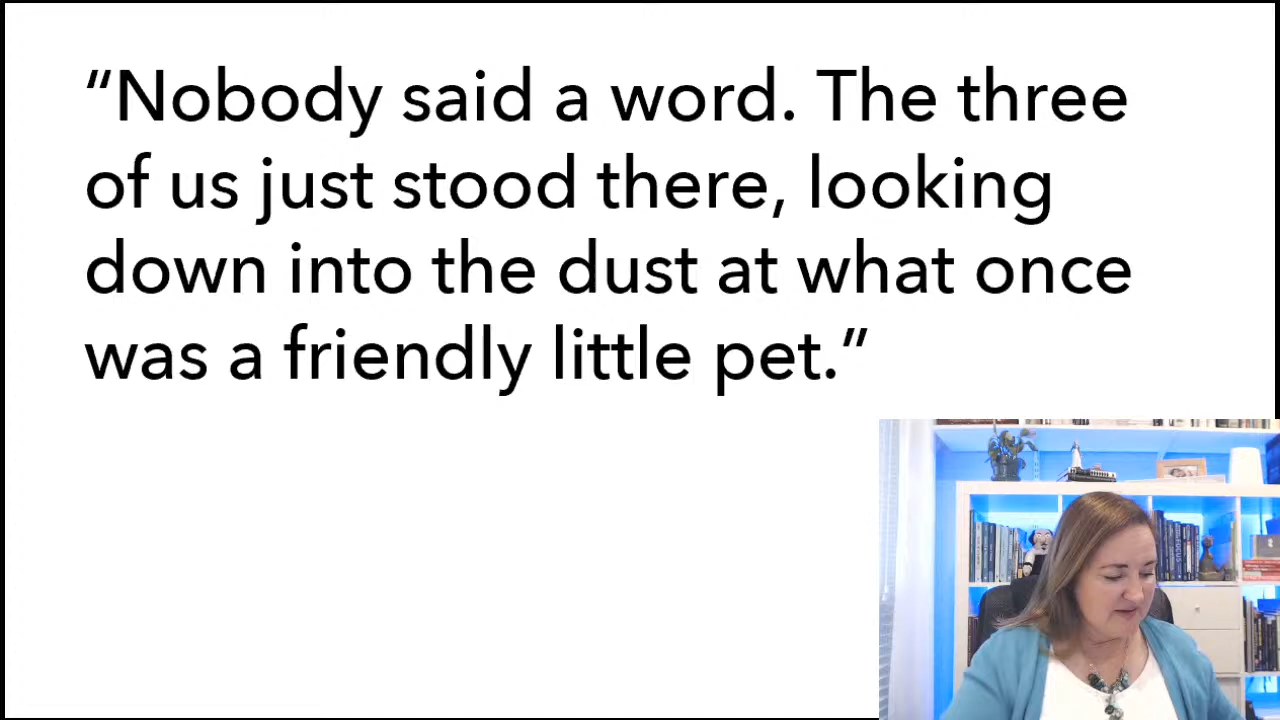 “Nobody said a word. The three
of us just stood there, looking
down into the dust at what once
was a friendly little pet.”
FOCUS